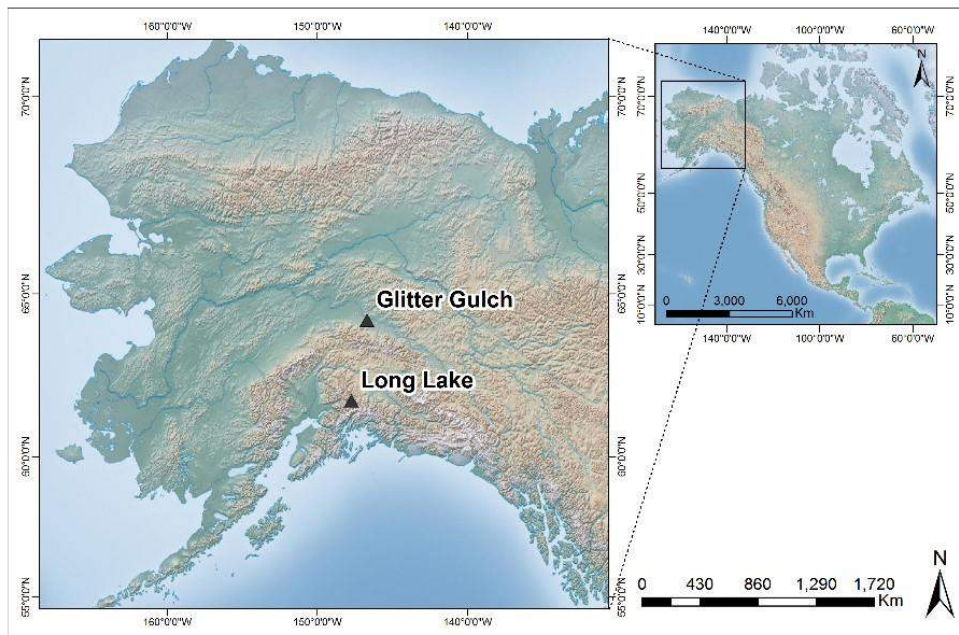 160°0'0"W 150°0'0"W 140°0'0"W
70°0'0"N
65°0'0"N
60°0'0"N
55°0'0"N
Glitter Gulch
Long Lake
70°0'0"N
65°0'0"N
60°0'0"N
55°0'0"N
160°0'0"W 150°0'0"W 140°0'0"W
140°0'0"W 100°0'0"W 60°0'0"W
N
70°0'0"N
50°0'0"N
30°0'0"N
10°0'0"N
70°0'0"N
50°0'0"N
30°0'0"N
10°0'0"N
0 3,000 6,000
Km
140°0'0"W 100°0'0"W 60°0'0"W
N
0 430 860 1,290 1,720
Km